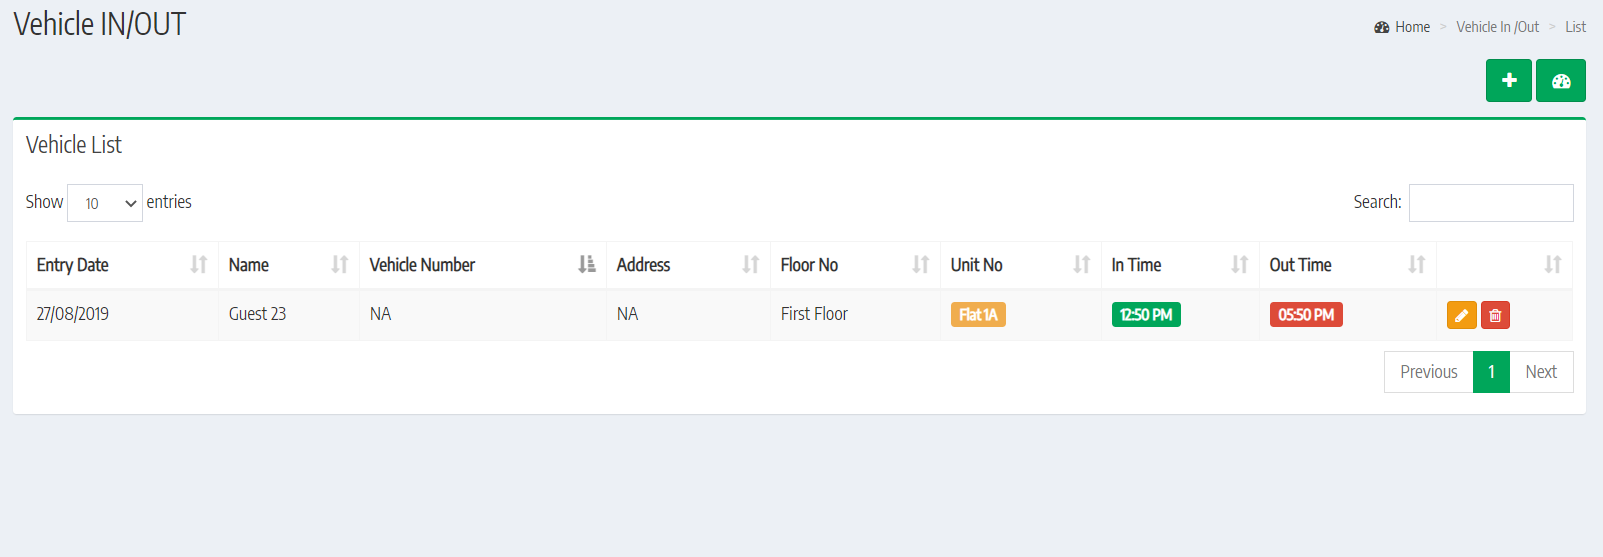 Vehicle IN/OUT
Home > Vehicle In /Out > List
Vehicle List
Show 10 entries
Search:
Entry Date Name Vehicle Number Address Floor No Unit No In Time Out Time
27/08/2019 Guest 23 NA NA First Floor Flat 1A 12:50 PM 05:50 PM
Previous 1 Next